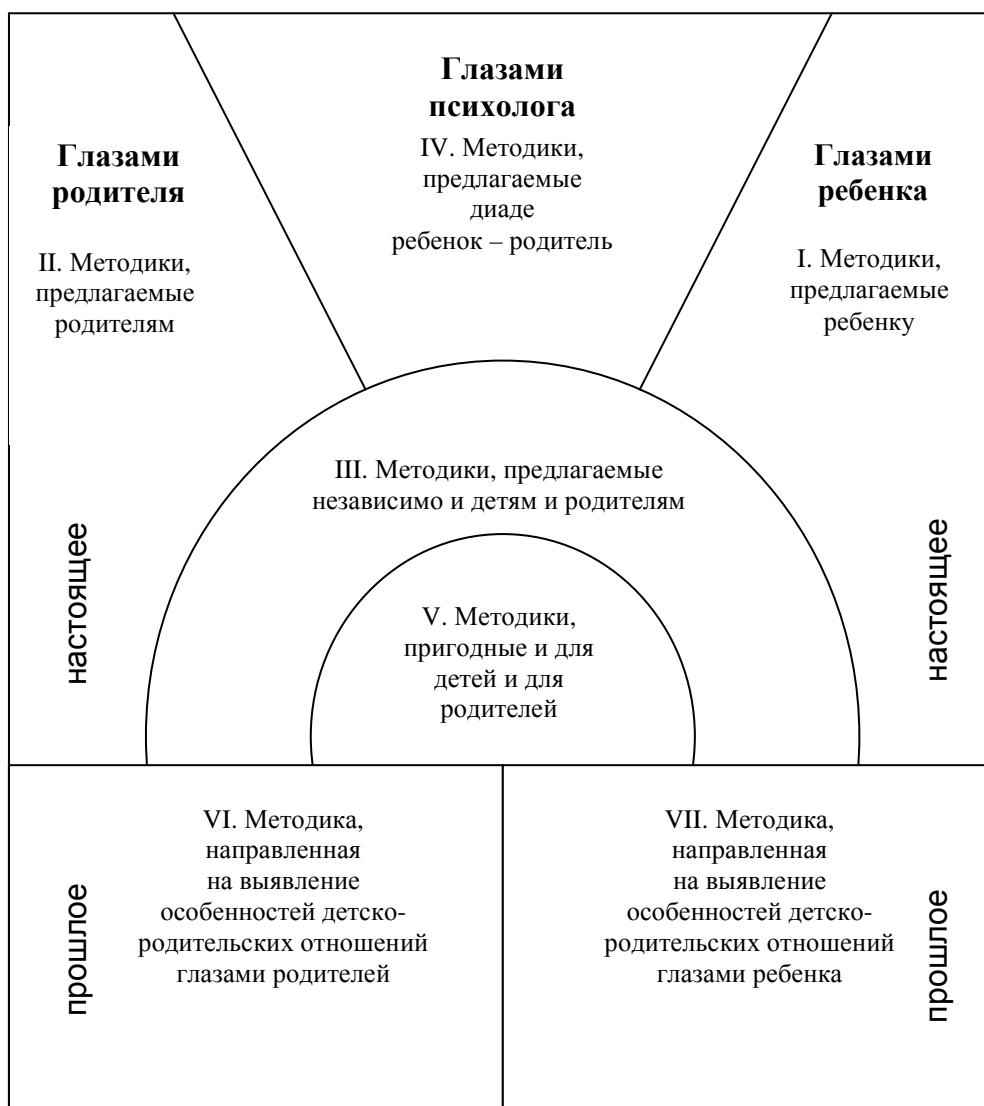 Глазами
психолога
IV. Методики,
предлагаемые
диаде
ребенок – родитель
Глазами
родителя
II. Методики,
предлагаемые
родителям
Глазами
ребенка
I. Методики,
предлагаемые
ребенку
III. Методики, предлагаемые
независимо и детям и родителям
настоящее
настоящее
V. Методики,
пригодные и для
детей и для
родителей
VI. Методика,
направленная
на выявление
особенностей детско-
родительских отношений
глазами родителей
прошлое
VII. Методика,
направленная
на выявление
особенностей детско-
родительских отношений
глазами ребенка
прошлое